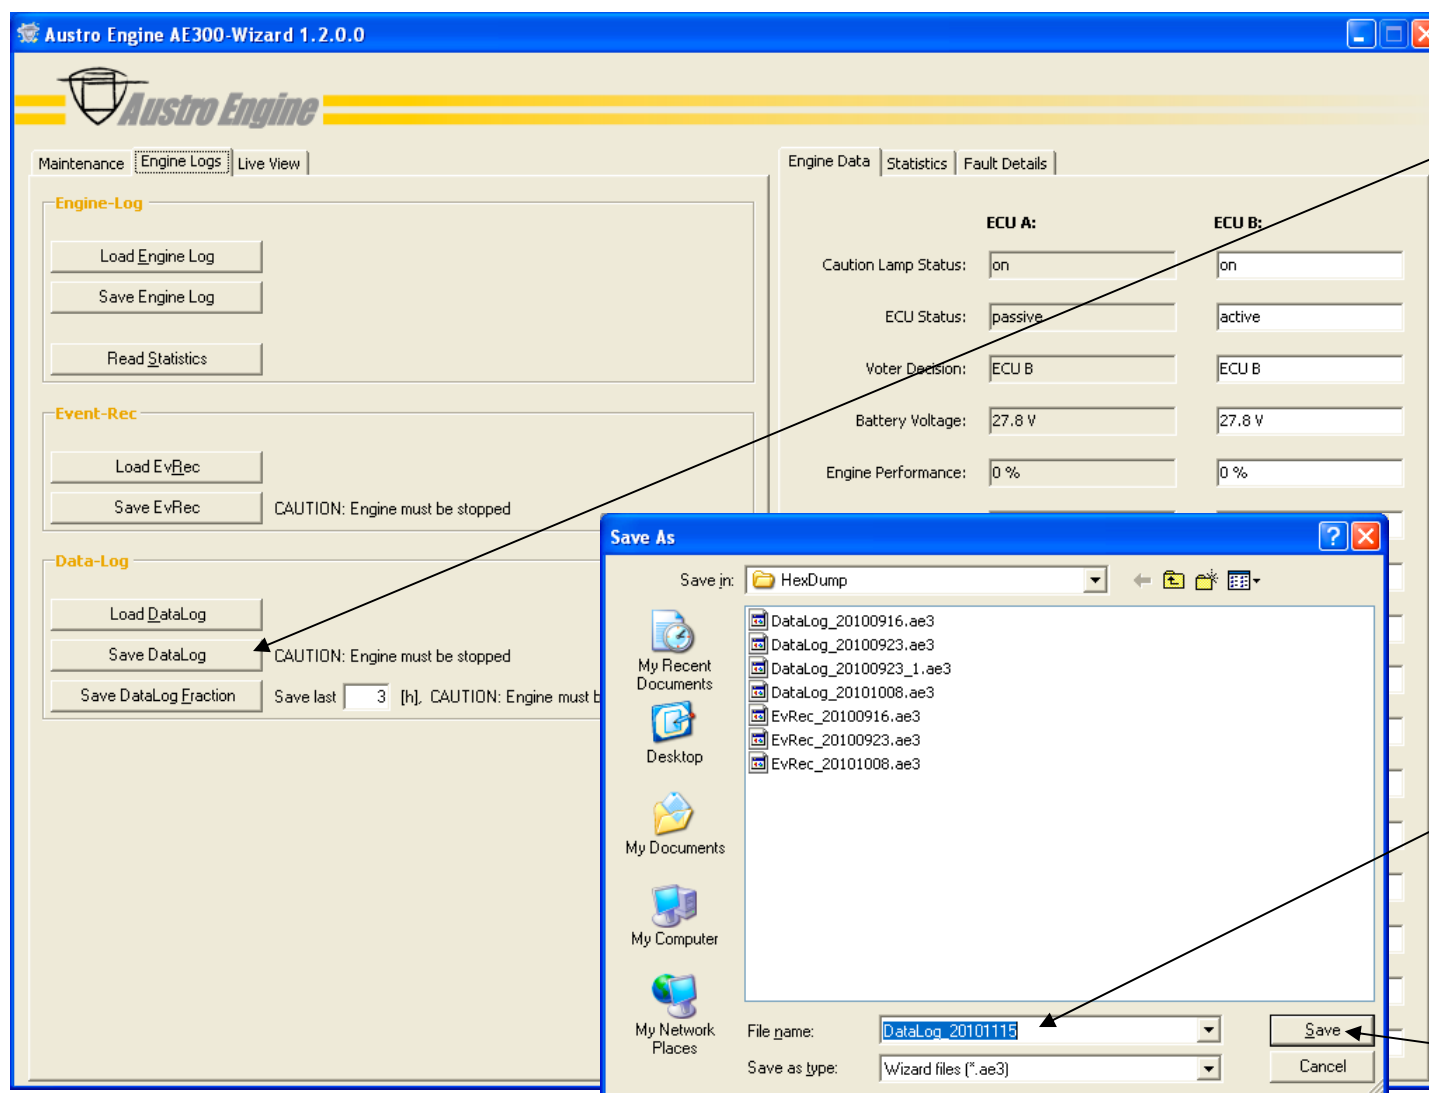 Austro Engine AE300-Wizard 1.2.0.0
Austro Engine
Maintenance Engine Logs Live View
Engine Data Statistics Fault Details
Engine-Log
Load Engine Log
Save Engine Log
Read Statistics
Event-Rec
Load EvRec
Save EvRec CAUTION: Engine must be stopped
Data-Log
Load DataLog
Save DataLog CAUTION: Engine must be stopped
Save DataLog Fraction Save last 3 [h], CAUTION: Engine must b
ECU A: ECU B:
Caution Lamp Status: on on
ECU Status: passive active
Voter Decision: ECU B ECU B
Battery Voltage: 27.8 V 27.8 V
Engine Performance: 0 % 0 %
Save As
Save in: HexDump
My Recent Documents
Desktop
My Documents
My Computer
My Network Places
DataLog_20100916.ae3
DataLog_20100923.ae3
DataLog_20100923_1.ae3
DataLog_20101008.ae3
EvRec_20100916.ae3
EvRec_20100923.ae3
EvRec_20101008.ae3
File name: DataLog_20101115 Save
Save as type: Wizard files (*.ae3) Cancel